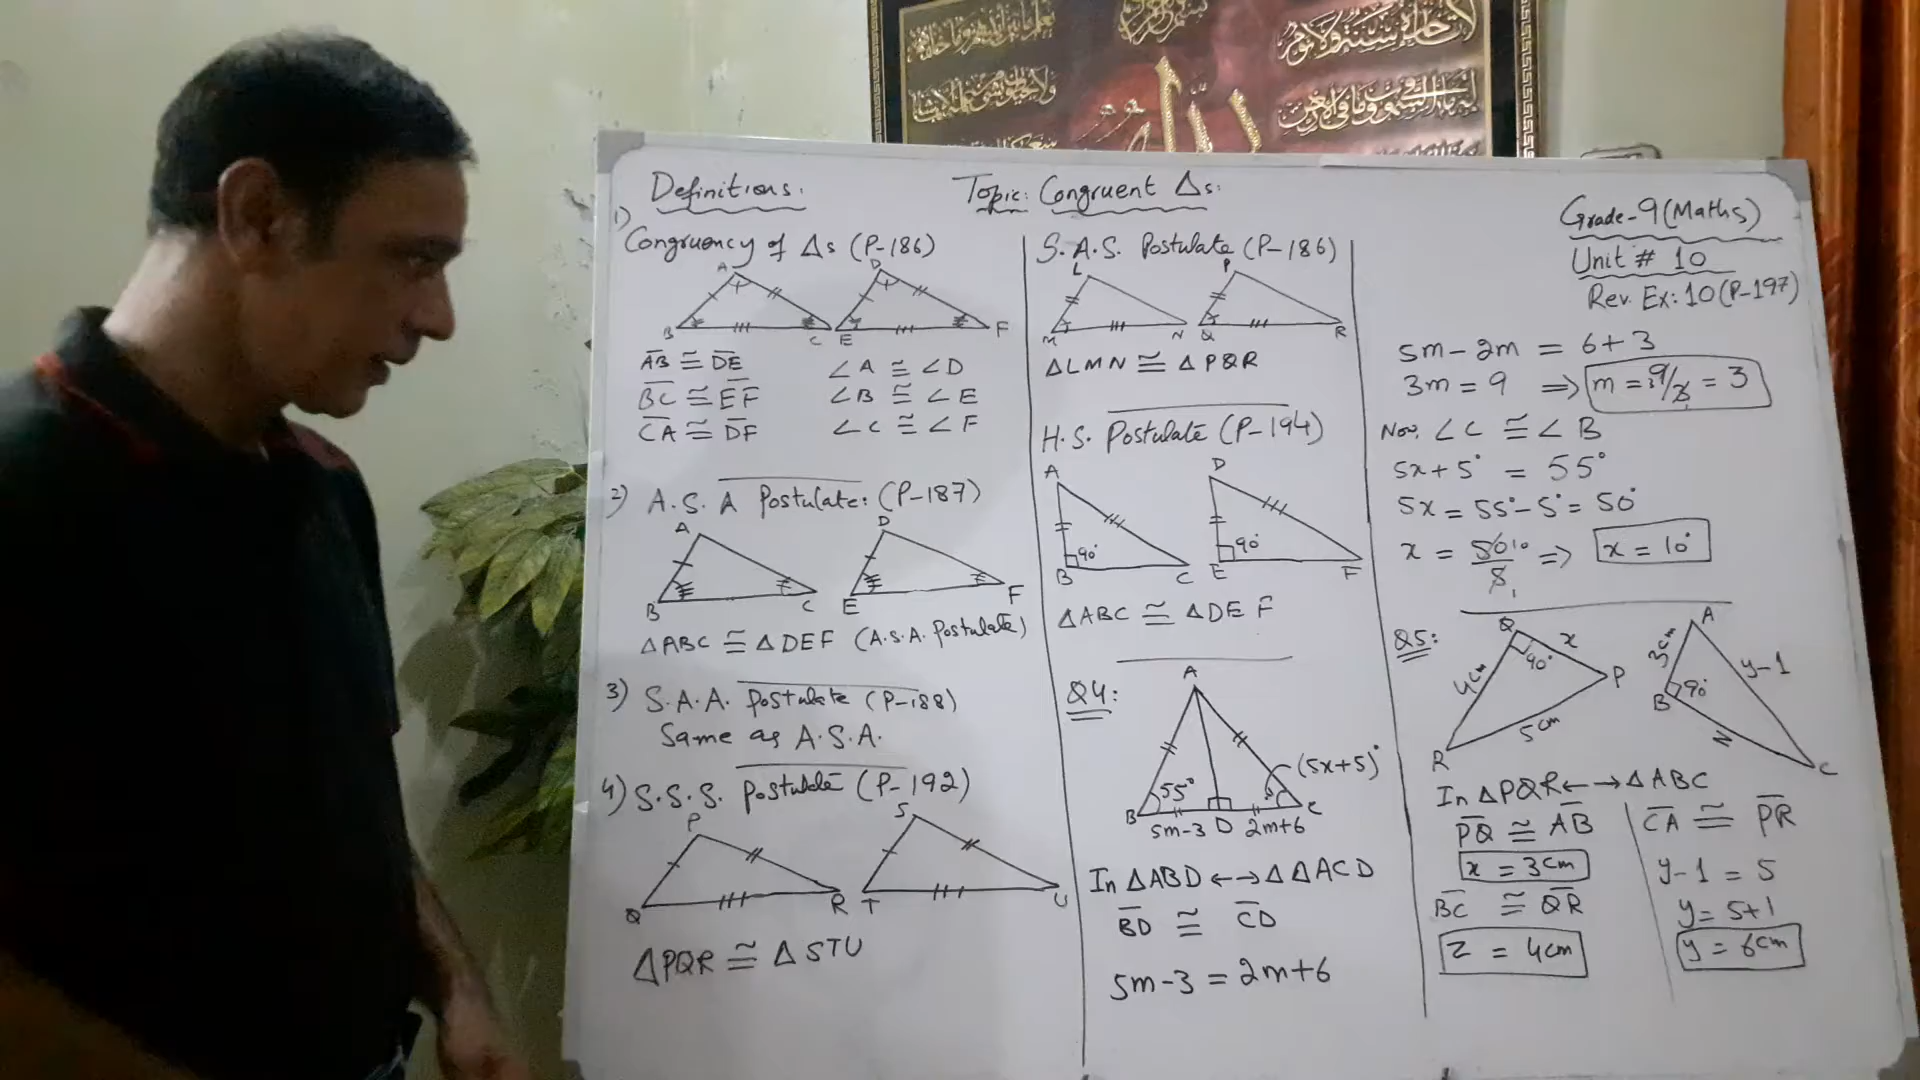 Definitions:
Topic: Congruent Δs:
Grade-9 (Maths)
Unit # 10
Rev. Ex: 10 (P-197)
1)
Congruency of Δs (P-186)
A
D
B
C
E
F
AB ≅ DE
∠A ≅ ∠D
BC ≅ EF
∠B ≅ ∠E
CA ≅ DF
∠C ≅ ∠F
2) A.S.A Postulate: (P-187)
A
D
B
C
E
F
ΔABC ≅ ΔDEF (A.S.A. Postulate)
3) S.A.A. Postulate (P-188)
Same as A.S.A.
4) S.S.S. Postulate (P-192)
P
S
Q
R
T
U
ΔPQR ≅ ΔSTU
S.A.S. Postulate (P-186)
L
P
M
N
Q
R
ΔLMN ≅ ΔPQR
H.S. Postulate (P-194)
A
D
90°
90°
B
C
E
F
ΔABC ≅ ΔDEF
Q4:
A
(5x+5)°
55°
B
D
C
5m-3
2m+6
In ΔABD ↔ ΔΔACD
BD ≅ CD
5m-3 = 2m+6
5m-2m = 6+3
3m = 9 ⇒ m = 9/3 = 3
Now, ∠C ≅ ∠B
5x+5° = 55°
5x = 55°-5° = 50°
x = 50 10/5 1 ⇒ x = 10°
Q5:
Q
x
90°
P
4cm
5cm
R
A
3cm
y-1
90°
B
C
In ΔPQR ↔ ΔABC
PQ ≅ AB
x = 3cm
BC ≅ QR
z = 4cm
CA ≅ PR
y-1 = 5
y = 5+1
y = 6cm